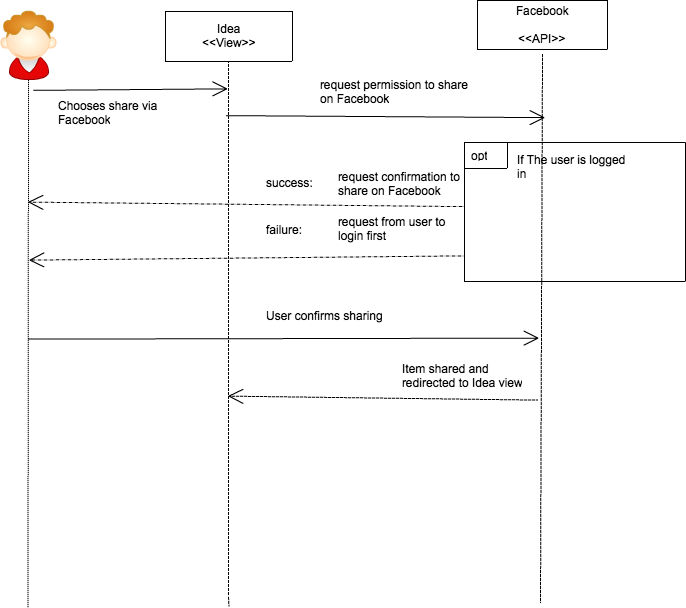 Idea
<<View>>
Facebook
<<API>>
Chooses share via
Facebook
request permission to share
on Facebook
opt
If The user is logged
in
success:
request confirmation to
share on Facebook
failure:
request from user to
login first
User confirms sharing
Item shared and
redirected to Idea view